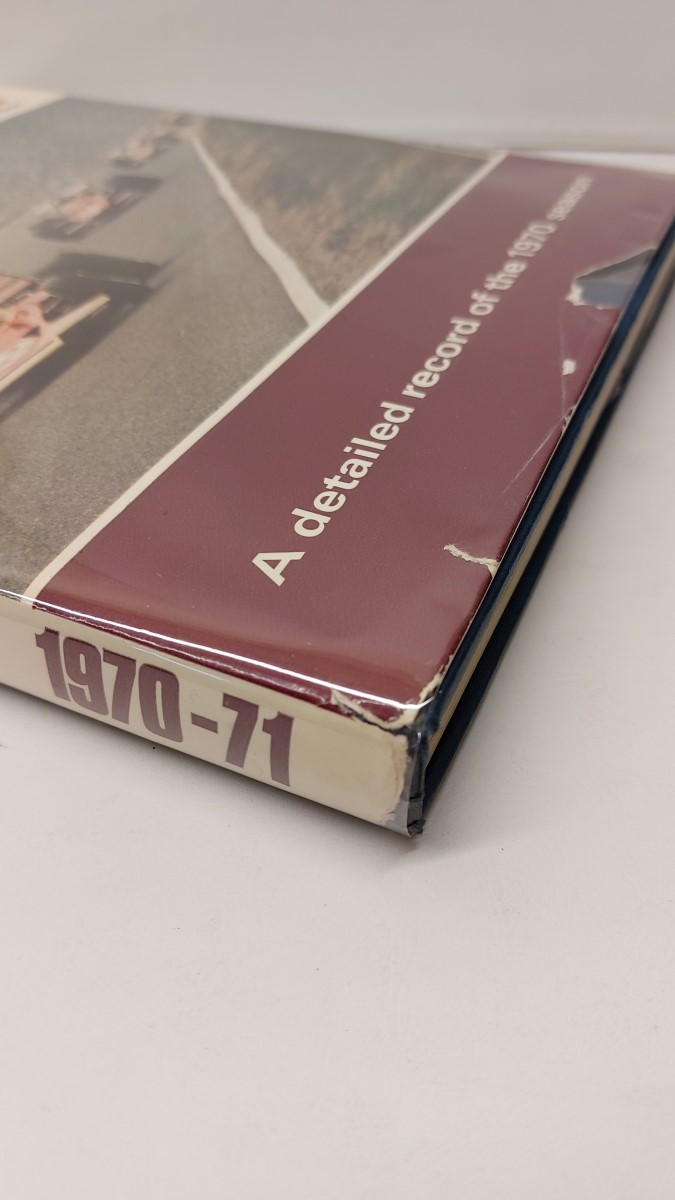 A detailed record of the 1970 season
1970-71